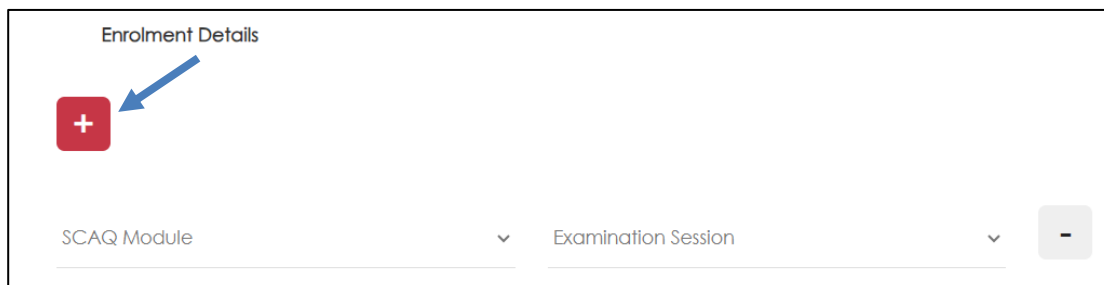 Enrolment Details
+
SCAQ Module
Examination Session
-